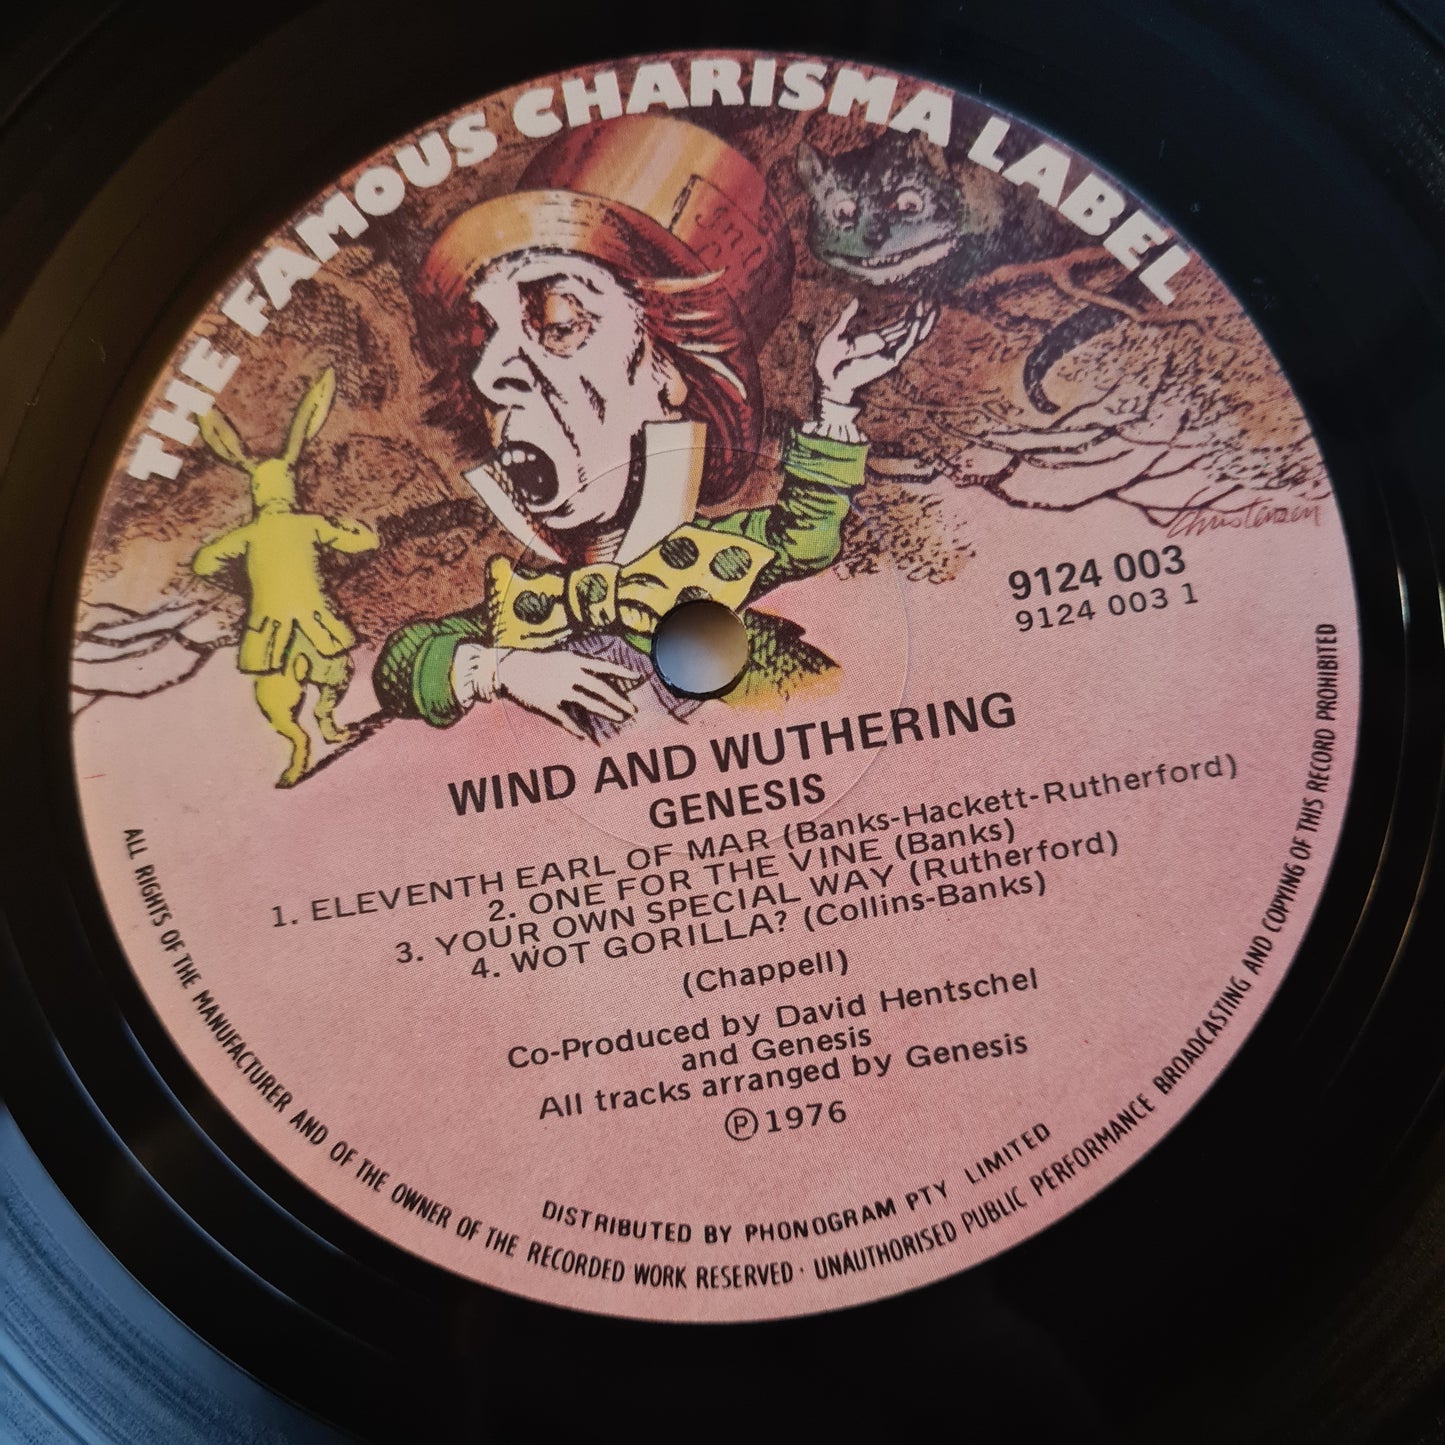 THE FAMOUS CHARISMA LABEL
Christensen
9124 003
9124 003 1
WIND AND WUTHERING
GENESIS
1. ELEVENTH EARL OF MAR (Banks-Hackett-Rutherford)
2. ONE FOR THE VINE (Banks)
3. YOUR OWN SPECIAL WAY (Rutherford)
4. WOT GORILLA? (Collins-Banks)
(Chappell)
Co-Produced by David Hentschel
and Genesis
All tracks arranged by Genesis
Ⓟ1976
DISTRIBUTED BY PHONOGRAM PTY LIMITED
ALL RIGHTS OF THE MANUFACTURER AND OF THE OWNER OF THE RECORDED WORK RESERVED · UNAUTHORISED PUBLIC PERFORMANCE BROADCASTING AND COPYING OF THIS RECORD PROHIBITED